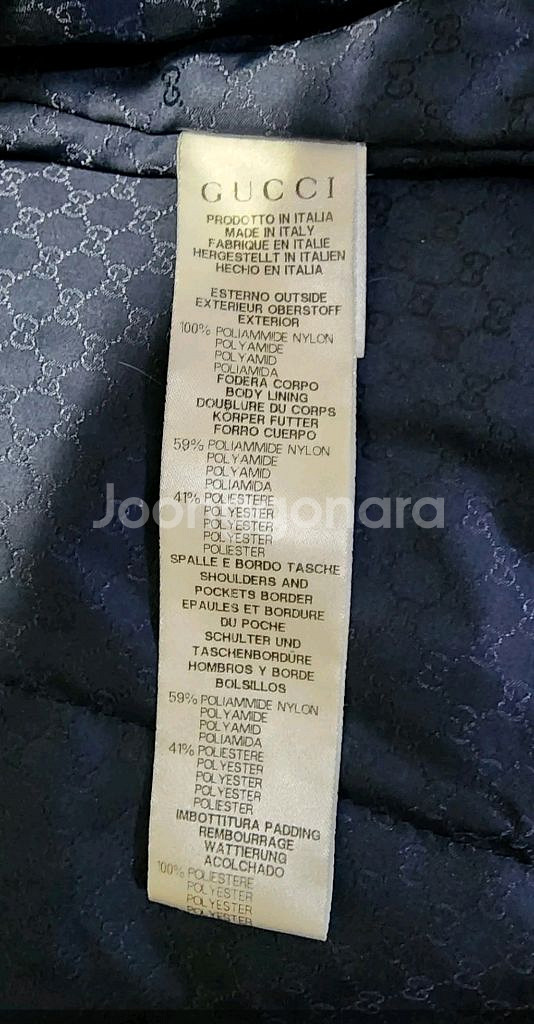 GUCCI
PRODOTTO IN ITALIA
MADE IN ITALY
FABRIQUE EN ITALIE
HERGESTELLT IN ITALIEN
HECHO EN ITALIA
ESTERNO OUTSIDE
EXTERIEUR OBERSTOFF
EXTERIOR
100% POLIAMMIDE NYLON
POLYAMIDE
POLYAMID
POLIAMIDA
FODERA CORPO
BODY LINING
DOUBLURE DU CORPS
KÖRPER FUTTER
FORRO CUERPO
59% POLIAMMIDE NYLON
POLYAMIDE
POLYAMID
POLIAMIDA
41% POLIESTERE
POLYESTER
POLYESTER
POLYESTER
POLIESTER
Joonggonara
SPALLE E BORDO TASCHE
SHOULDERS AND
POCKETS BORDER
EPAULES ET BORDURE
DU POCHE
SCHULTER UND
TASCHENBORDÜRE
HOMBROS Y BORDE
BOLSILLOS
59% POLIAMMIDE NYLON
POLYAMIDE
POLYAMID
POLIAMIDA
41% POLIESTERE
POLYESTER
POLYESTER
POLYESTER
POLIESTER
IMBOTTITURA PADDING
REMBOURRAGE
WATTIERUNG
ACOLCHADO
100% POLIESTERE
POLYESTER
POLYESTER
POLYESTER